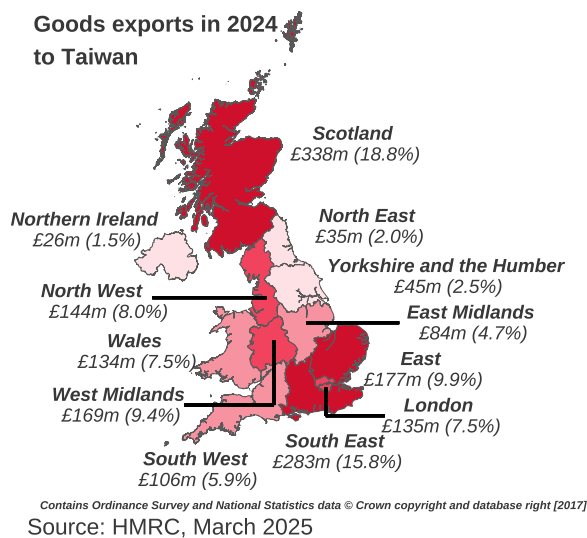 Goods exports in 2024
to Taiwan
Scotland
£338m (18.8%)
Northern Ireland
£26m (1.5%)
North East
£35m (2.0%)
Yorkshire and the Humber
£45m (2.5%)
North West
£144m (8.0%)
East Midlands
£84m (4.7%)
Wales
£134m (7.5%)
East
£177m (9.9%)
West Midlands
£169m (9.4%)
London
£135m (7.5%)
South East
£283m (15.8%)
South West
£106m (5.9%)
Contains Ordinance Survey and National Statistics data © Crown copyright and database right [2017]
Source: HMRC, March 2025